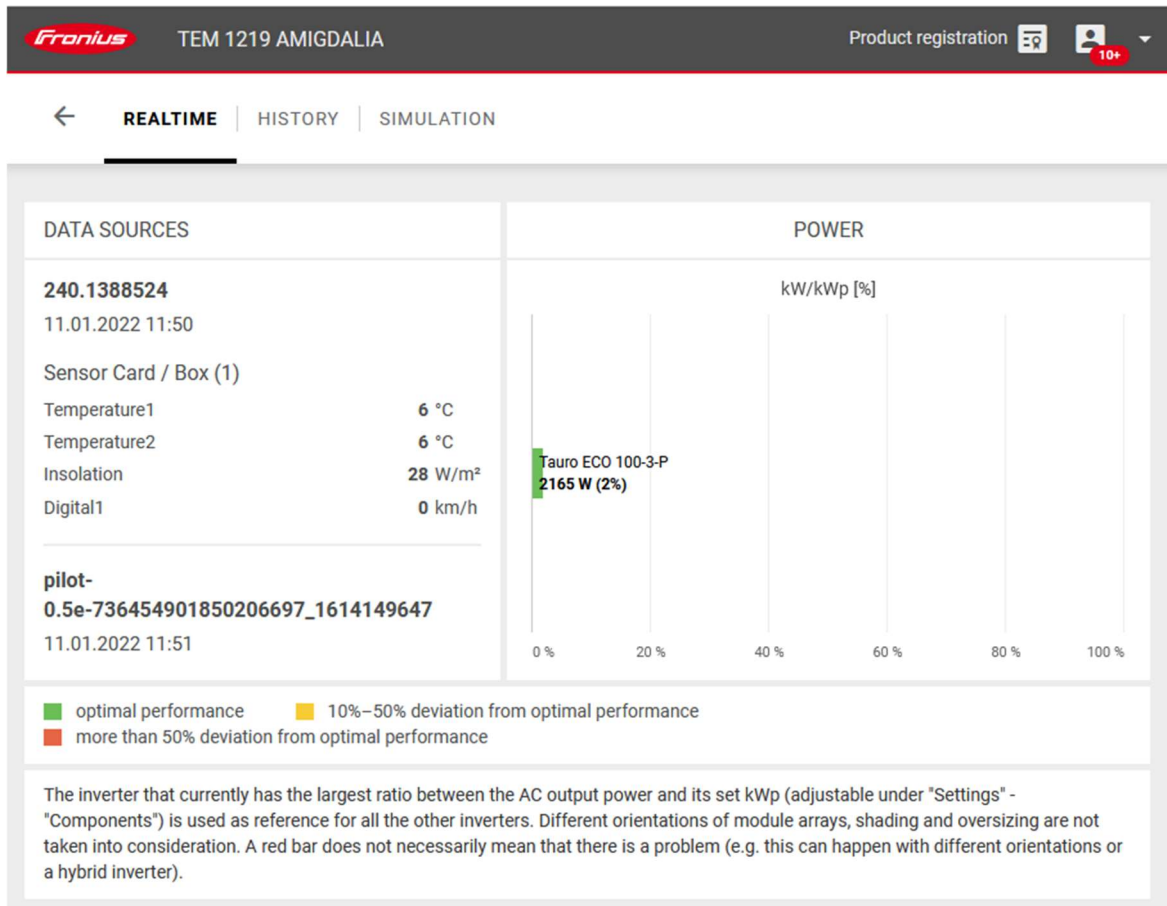 Fronius TEM 1219 AMIGDALIA Product registration 10+
REALTIME HISTORY SIMULATION
DATA SOURCES
240.1388524
11.01.2022 11:50
Sensor Card / Box (1)
Temperature1 6 °C
Temperature2 6 °C
Insolation 28 W/m²
Digital1 0 km/h
pilot-
0.5e-736454901850206697_1614149647
11.01.2022 11:51
POWER
kW/kWp [%]
Tauro ECO 100-3-P
2165 W (2%)
0 % 20 % 40 % 60 % 80 % 100 %
optimal performance 10%–50% deviation from optimal performance
more than 50% deviation from optimal performance
The inverter that currently has the largest ratio between the AC output power and its set kWp (adjustable under "Settings" -
"Components") is used as reference for all the other inverters. Different orientations of module arrays, shading and oversizing are not
taken into consideration. A red bar does not necessarily mean that there is a problem (e.g. this can happen with different orientations or
a hybrid inverter).